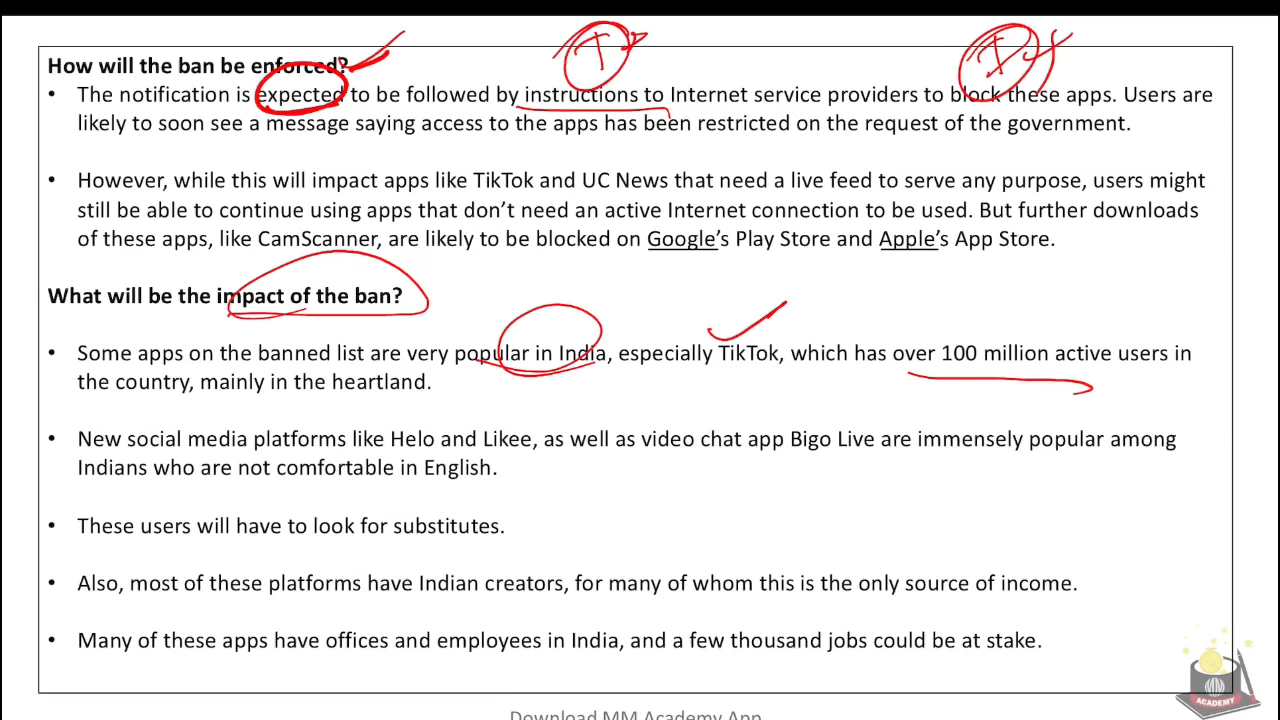 How will the ban be enforced?
• The notification is expected to be followed by instructions to Internet service providers to block these apps. Users are
likely to soon see a message saying access to the apps has been restricted on the request of the government.
• However, while this will impact apps like TikTok and UC News that need a live feed to serve any purpose, users might
still be able to continue using apps that don’t need an active Internet connection to be used. But further downloads
of these apps, like CamScanner, are likely to be blocked on Google’s Play Store and Apple’s App Store.
What will be the impact of the ban?
• Some apps on the banned list are very popular in India, especially TikTok, which has over 100 million active users in
the country, mainly in the heartland.
• New social media platforms like Helo and Likee, as well as video chat app Bigo Live are immensely popular among
Indians who are not comfortable in English.
• These users will have to look for substitutes.
• Also, most of these platforms have Indian creators, for many of whom this is the only source of income.
• Many of these apps have offices and employees in India, and a few thousand jobs could be at stake.
ACADEMY
Download MM Academy App